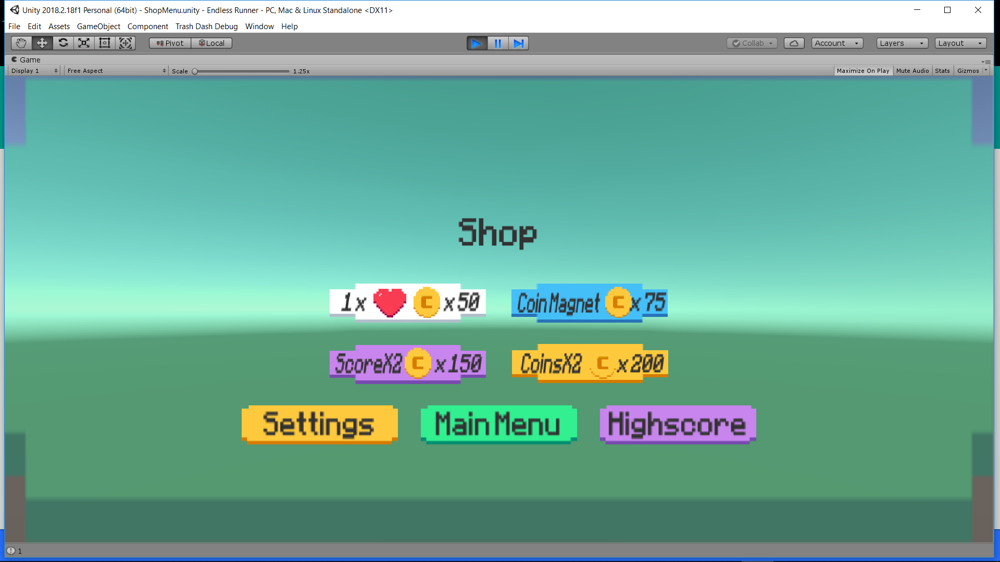 Unity 2018.2.18f1 Personal (64bit) - ShopMenu.unity - Endless Runner - PC, Mac & Linux Standalone <DX11>
File Edit Assets GameObject Component Trash Dash Debug Window Help
Pivot Local Collab Account Layers Layout
Game
Display 1 Free Aspect Scale 1.25x Maximize On Play Mute Audio Stats Gizmos
Shop
1x C x50 Coin Magnet C x 75
ScoreX2 C x150 CoinsX2 C x200
Settings Main Menu Highscore
1